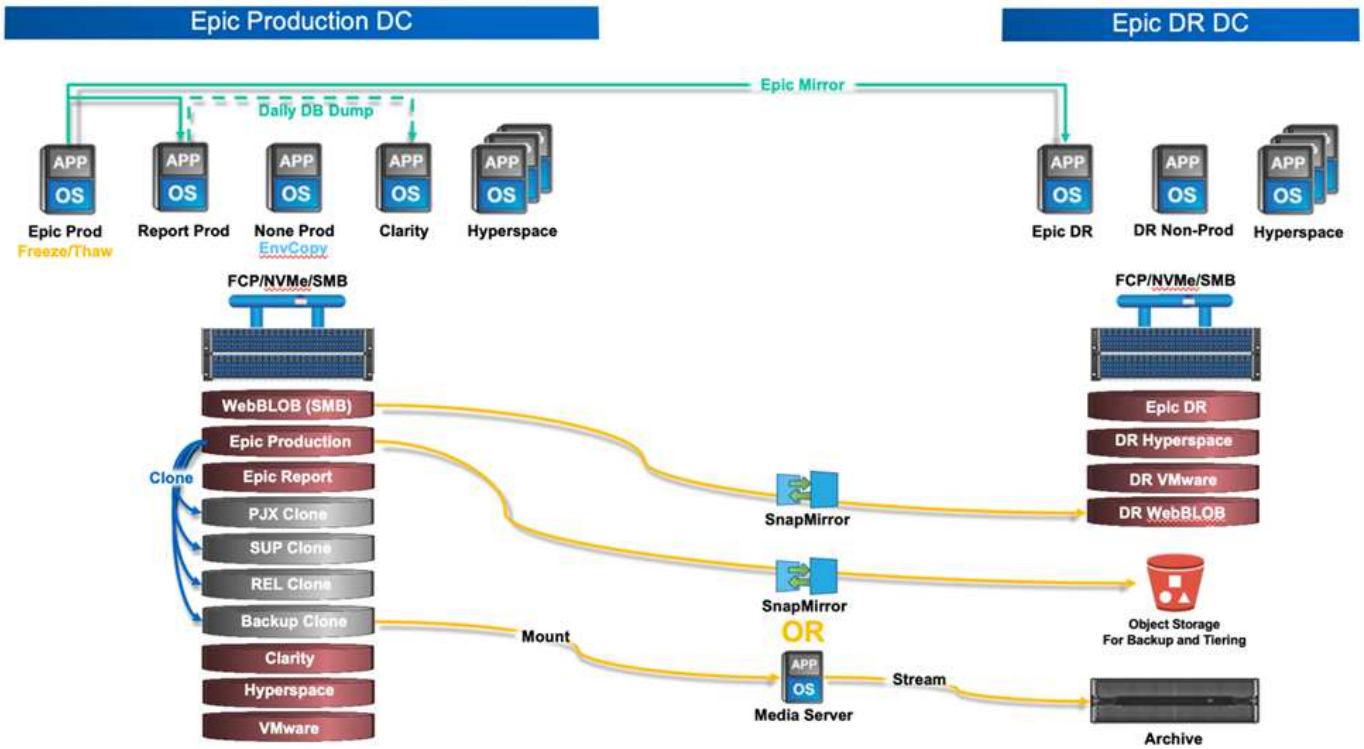 Epic Production DC
Epic DR DC
Epic Mirror
Daily DB Dump
APP
OS
APP
OS
APP
OS
APP
OS
APP
OS
APP
OS
APP
OS
APP
OS
Epic Prod
Freeze/Thaw
Report Prod
None Prod
EnvCopy
Clarity
Hyperspace
Epic DR
DR Non-Prod
Hyperspace
FCP/NVMe/SMB
FCP/NVMe/SMB
WebBLOB (SMB)
Epic Production
Epic Report
Clone
PJX Clone
SUP Clone
REL Clone
Backup Clone
Clarity
Hyperspace
VMware
Epic DR
DR Hyperspace
DR VMware
DR WebBLOB
SnapMirror
SnapMirror
OR
Mount
APP
OS
Media Server
Stream
Object Storage
For Backup and Tiering
Archive